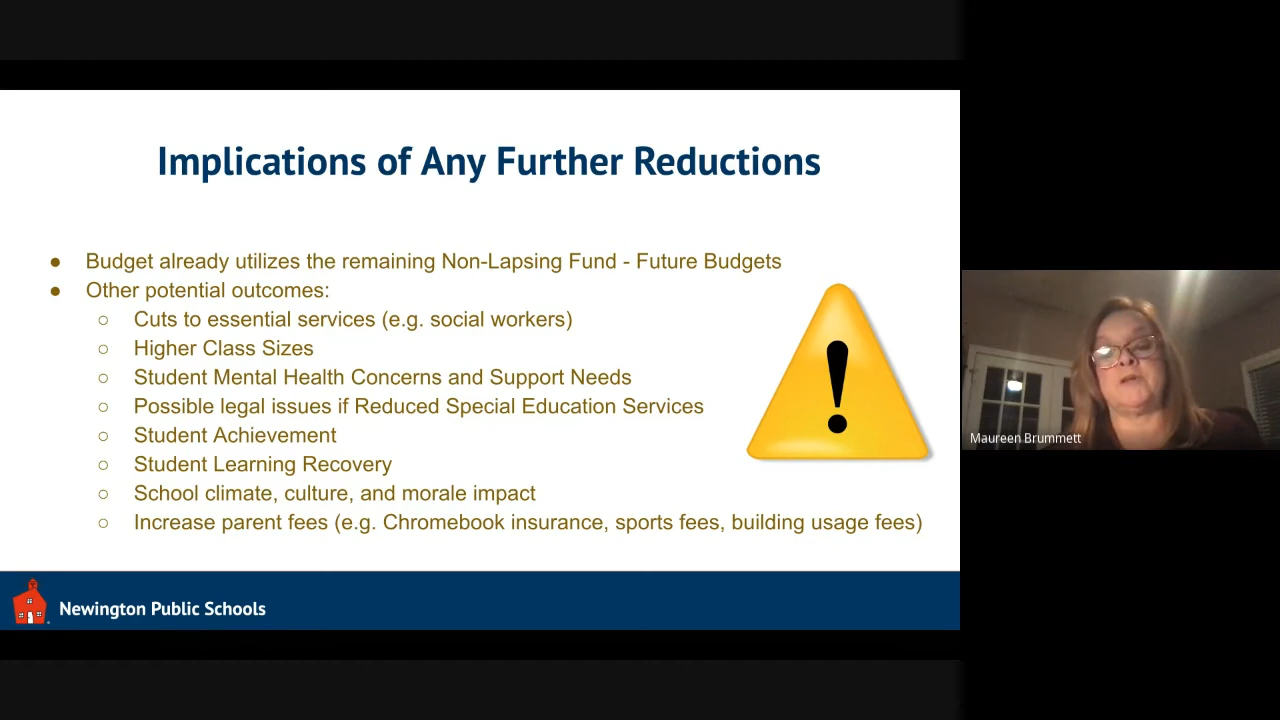 Implications of Any Further Reductions
● Budget already utilizes the remaining Non-Lapsing Fund - Future Budgets
● Other potential outcomes:
○ Cuts to essential services (e.g. social workers)
○ Higher Class Sizes
○ Student Mental Health Concerns and Support Needs
○ Possible legal issues if Reduced Special Education Services
○ Student Achievement
○ Student Learning Recovery
○ School climate, culture, and morale impact
○ Increase parent fees (e.g. Chromebook insurance, sports fees, building usage fees)
!
Newington Public Schools
Maureen Brummett